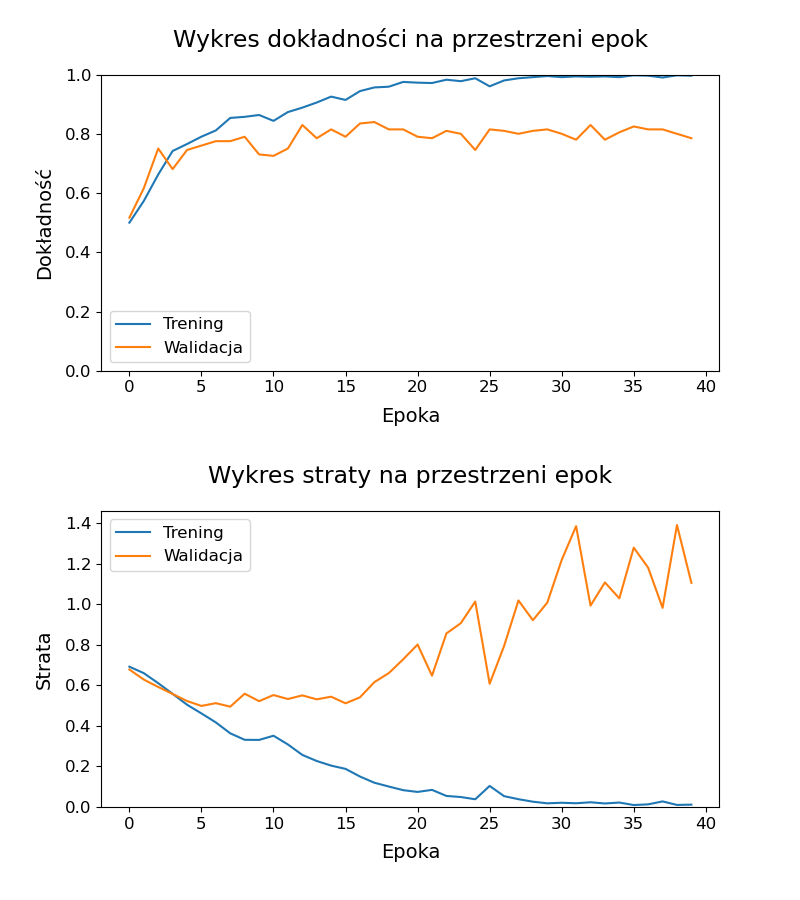 Wykres dokładności na przestrzeni epok
1.0
0.8
0.6
0.4
0.2
0.0
Dokładność
Trening
Walidacja
0 5 10 15 20 25 30 35 40
Epoka
Wykres straty na przestrzeni epok
1.4
1.2
1.0
0.8
0.6
0.4
0.2
0.0
Strata
Trening
Walidacja
0 5 10 15 20 25 30 35 40
Epoka